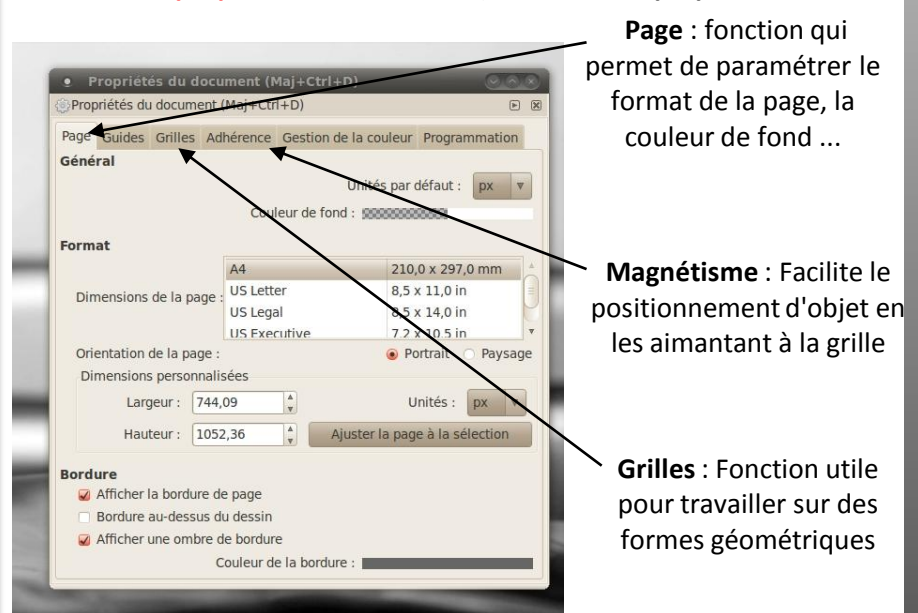 Page : fonction qui
permet de paramétrer le
format de la page, la
couleur de fond ...
Propriétés du document (Maj+Ctrl+D)
Propriétés du document (Maj+Ctrl+D)
Page Guides Grilles Adhérence Gestion de la couleur Programmation
Général
Unités par défaut : px
Couleur de fond :
Format
A4 210,0 x 297,0 mm
Dimensions de la page :
US Letter 8,5 x 11,0 in
US Legal 8,5 x 14,0 in
US Executive 7,2 x 10,5 in
Orientation de la page : Portrait Paysage
Dimensions personnalisées
Largeur : 744,09 Unités : px
Hauteur : 1052,36 Ajuster la page à la sélection
Bordure
Afficher la bordure de page
Bordure au-dessus du dessin
Afficher une ombre de bordure
Couleur de la bordure :
Magnétisme : Facilite le
positionnement d'objet en
les aimantant à la grille
Grilles : Fonction utile
pour travailler sur des
formes géométriques